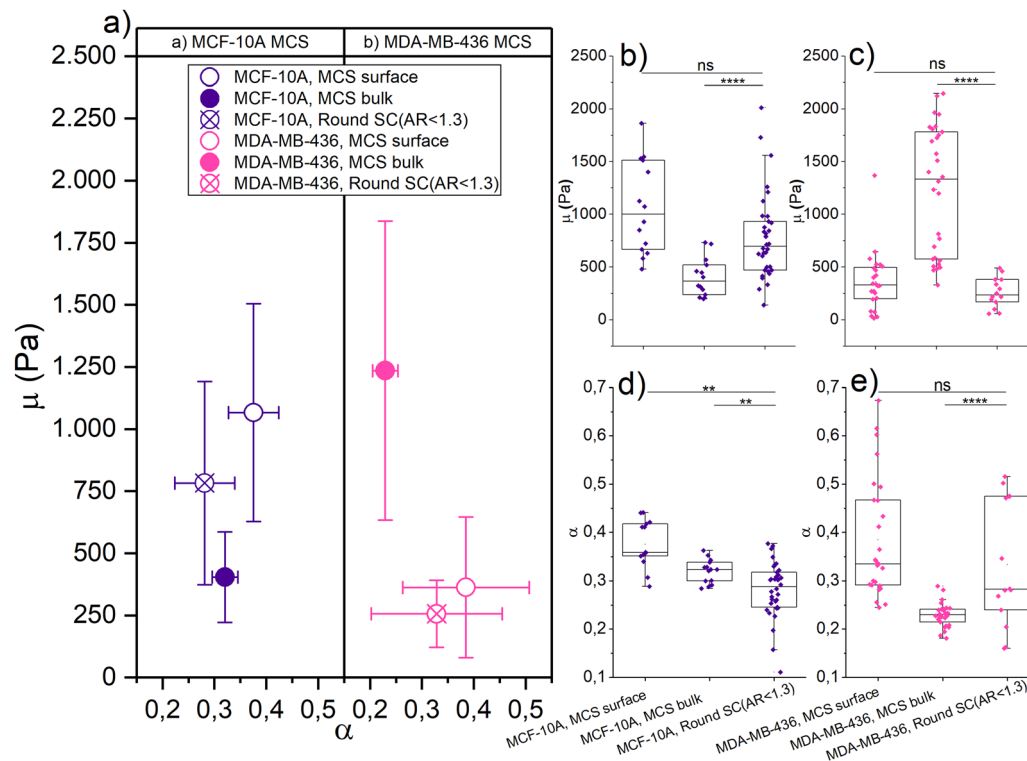 a)
a) MCF-10A MCS
b) MDA-MB-436 MCS
2.500
2.250
2.000
1.750
1.500
1.250
1.000
750
500
250
0
μ (Pa)
MCF-10A, MCS surface
MCF-10A, MCS bulk
MCF-10A, Round SC(AR<1.3)
MDA-MB-436, MCS surface
MDA-MB-436, MCS bulk
MDA-MB-436, Round SC(AR<1.3)
0,2 0,3 0,4 0,5 0,2 0,3 0,4 0,5
α
b)
ns
****
2500
2000
1500
1000
500
0
μ (Pa)
c)
ns
****
2500
2000
1500
1000
500
0
μ (Pa)
d)
**
**
0,7
0,6
0,5
0,4
0,3
0,2
0,1
α
MCF-10A, MCS surface
MCF-10A, MCS bulk
MCF-10A, Round SC(AR<1.3)
e)
ns
****
0,7
0,6
0,5
0,4
0,3
0,2
0,1
α
MDA-MB-436, MCS surface
MDA-MB-436, MCS bulk
MDA-MB-436, Round SC(AR<1.3)